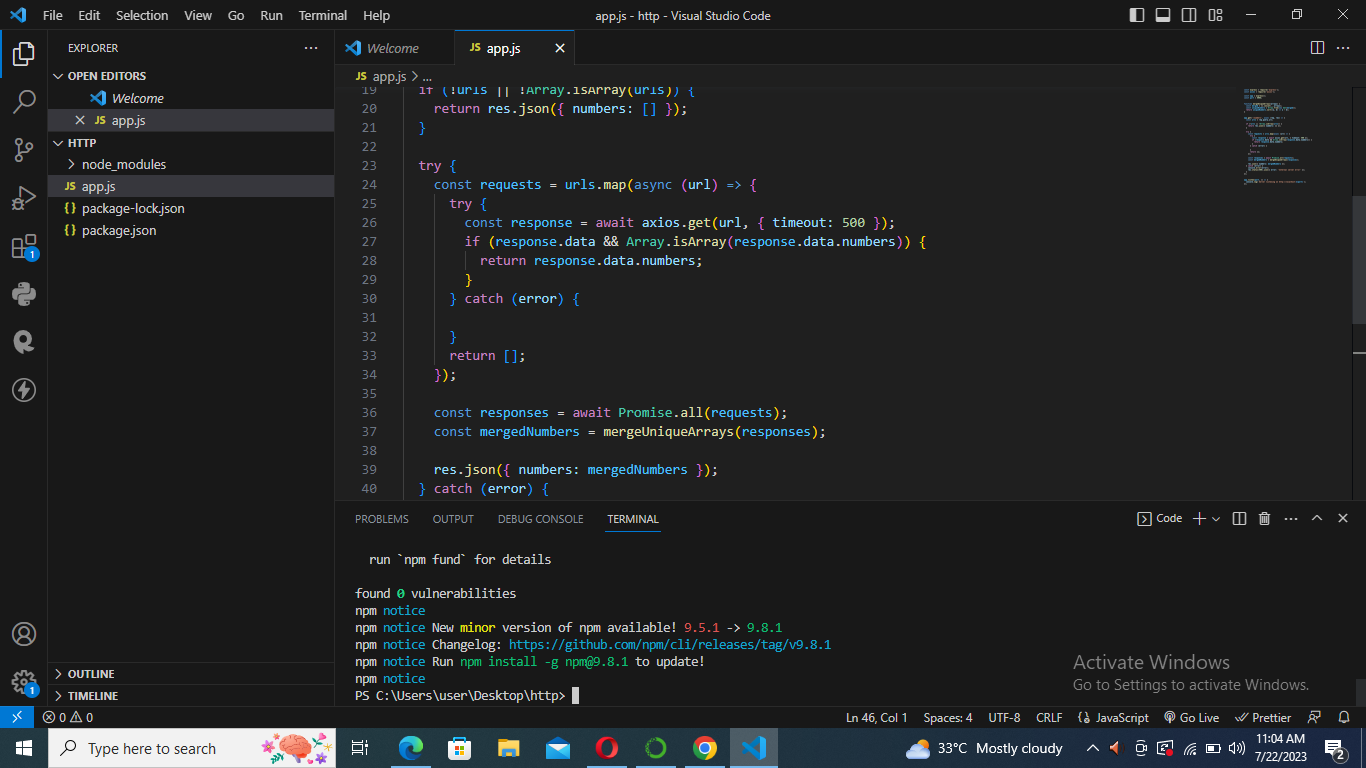 File Edit Selection View Go Run Terminal Help
app.js - http - Visual Studio Code
EXPLORER
OPEN EDITORS
Welcome
JS app.js
HTTP
node_modules
JS app.js
{} package-lock.json
{} package.json
OUTLINE
TIMELINE
1
1
Welcome
JS app.js
JS app.js > ...
19 if (!urls || !Array.isArray(urls)) {
20 return res.json({ numbers: [] });
21 }
22
23 try {
24 const requests = urls.map(async (url) => {
25 try {
26 const response = await axios.get(url, { timeout: 500 });
27 if (response.data && Array.isArray(response.data.numbers)) {
28 return response.data.numbers;
29 }
30 } catch (error) {
31
32 }
33 return [];
34 });
35
36 const responses = await Promise.all(requests);
37 const mergedNumbers = mergeUniqueArrays(responses);
38
39 res.json({ numbers: mergedNumbers });
40 } catch (error) {
PROBLEMS OUTPUT DEBUG CONSOLE TERMINAL
Code
run `npm fund` for details
found 0 vulnerabilities
npm notice
npm notice New minor version of npm available! 9.5.1 -> 9.8.1
npm notice Changelog: https://github.com/npm/cli/releases/tag/v9.8.1
npm notice Run npm install -g npm@9.8.1 to update!
npm notice
PS C:\Users\user\Desktop\http>
Activate Windows
Go to Settings to activate Windows.
0 0
Ln 46, Col 1 Spaces: 4 UTF-8 CRLF {} JavaScript Go Live Prettier
Type here to search
33°C Mostly cloudy
11:04 AM
7/22/2023
2